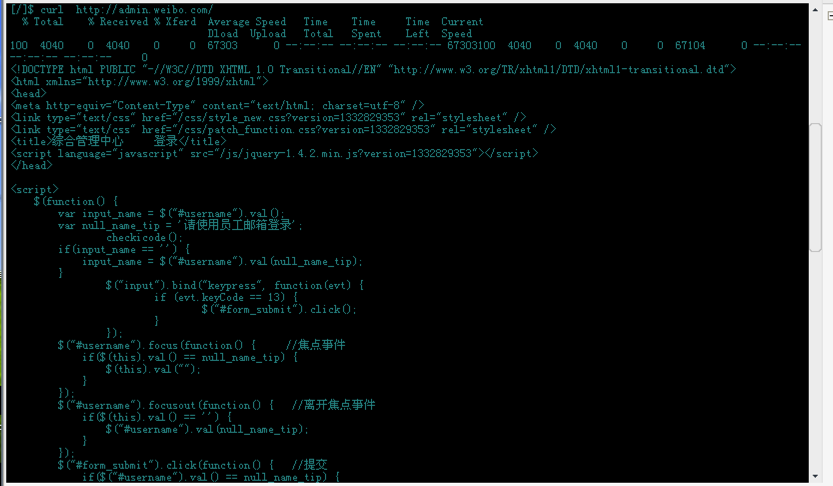 [/]$ curl  http://admin.weibo.com/
  % Total    % Received % Xferd  Average Speed   Time    Time     Time  Current
                                 Dload  Upload   Total   Spent    Left  Speed
100  4040    0  4040    0     0  67303      0 --:--:-- --:--:-- --:--:-- 67303100  4040    0  4040    0     0  67104      0 --:--:--
--:--:-- --:--:--     0
<!DOCTYPE html PUBLIC "-//W3C//DTD XHTML 1.0 Transitional//EN" "http://www.w3.org/TR/xhtml1/DTD/xhtml1-transitional.dtd">
<html xmlns="http://www.w3.org/1999/xhtml">
<head>
<meta http-equiv="Content-Type" content="text/html; charset=utf-8" />
<link type="text/css" href="/css/style_new.css?version=1332829353" rel="stylesheet" />
<link type="text/css" href="/css/patch_function.css?version=1332829353" rel="stylesheet" />
<title>综合管理中心    登录</title>
<script language="javascript" src="/js/jquery-1.4.2.min.js?version=1332829353"></script>
</head>

<script>
    $(function() {
        var input_name = $("#username").val();
        var null_name_tip = '请使用员工邮箱登录';
                checkicode();
        if(input_name == '') {
            input_name = $("#username").val(null_name_tip);
        }
                $("input").bind("keypress", function(evt) {
                        if (evt.keyCode == 13) {
                                $("#form_submit").click();
                        }
                });
        $("#username").focus(function() {     //焦点事件
            if($(this).val() == null_name_tip) {
                $(this).val("");
            }
        });
        $("#username").focusout(function() {   //离开焦点事件
            if($(this).val() == '') {
                $("#username").val(null_name_tip);
            }
        });
        $("#form_submit").click(function() {   //提交
            if($("#username").val() == null_name_tip) {